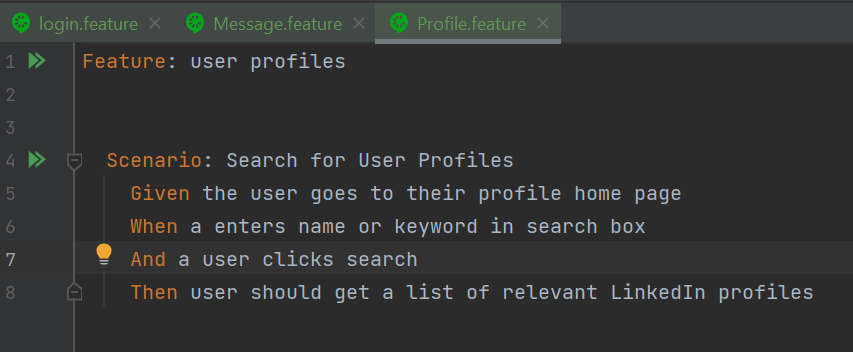 login.feature Message.feature Profile.feature
1 Feature: user profiles
2
3
4 Scenario: Search for User Profiles
5 Given the user goes to their profile home page
6 When a enters name or keyword in search box
7 And a user clicks search
8 Then user should get a list of relevant LinkedIn profiles